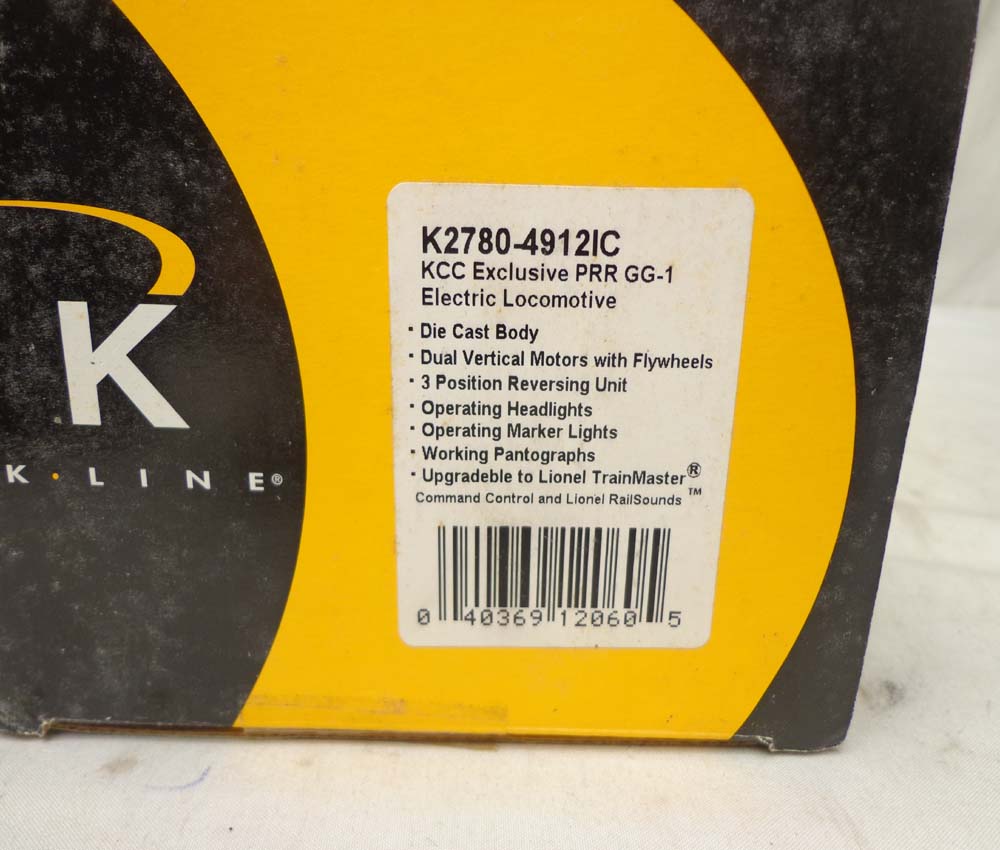 K
K·LINE®
K2780-4912IC
KCC Exclusive PRR GG-1
Electric Locomotive
· Die Cast Body
· Dual Vertical Motors with Flywheels
· 3 Position Reversing Unit
· Operating Headlights
· Operating Marker Lights
· Working Pantographs
· Upgradeble to Lionel TrainMaster®
Command Control and Lionel RailSounds™
0 40369 12060 5